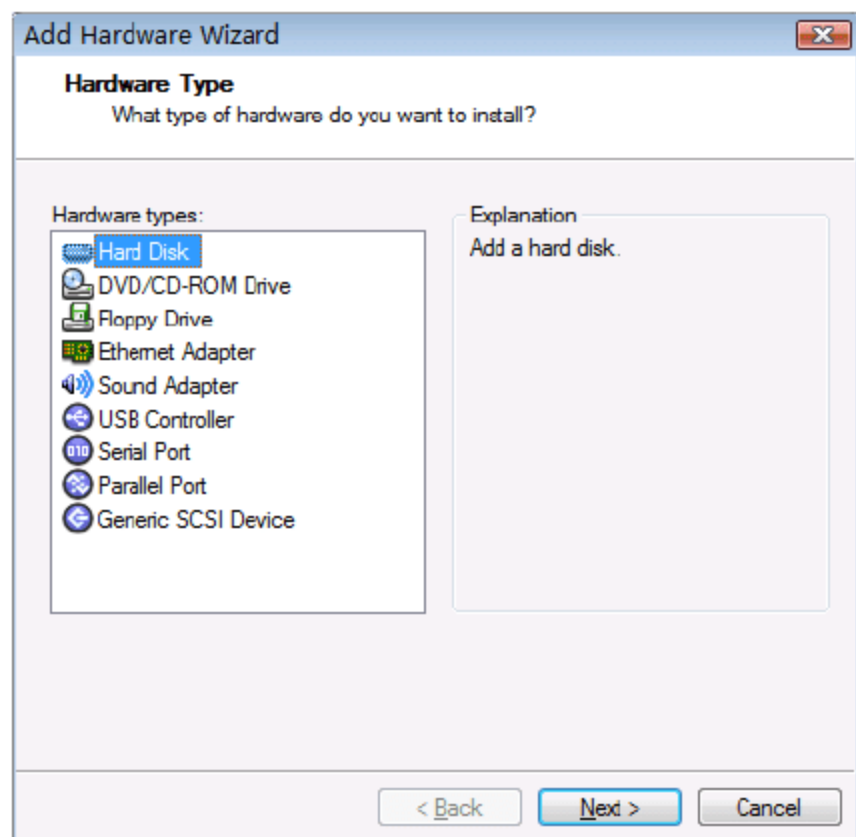 Add Hardware Wizard
Hardware Type
What type of hardware do you want to install?
Hardware types:
Hard Disk
DVD/CD-ROM Drive
Floppy Drive
Ethernet Adapter
Sound Adapter
USB Controller
Serial Port
Parallel Port
Generic SCSI Device
Explanation
Add a hard disk.
< Back
Next >
Cancel